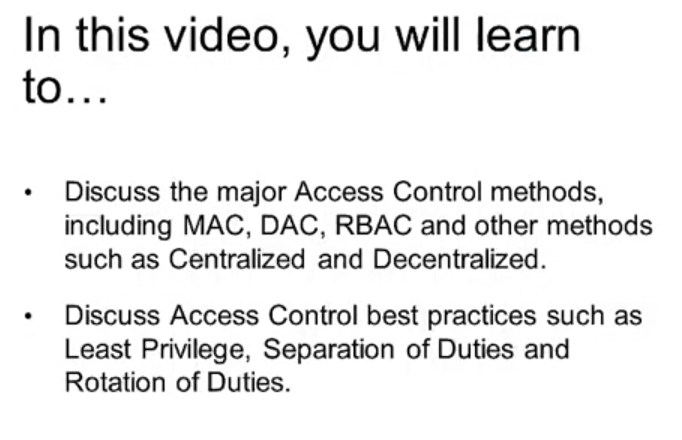 In this video, you will learn
to…
• Discuss the major Access Control methods,
including MAC, DAC, RBAC and other methods
such as Centralized and Decentralized.
• Discuss Access Control best practices such as
Least Privilege, Separation of Duties and
Rotation of Duties.